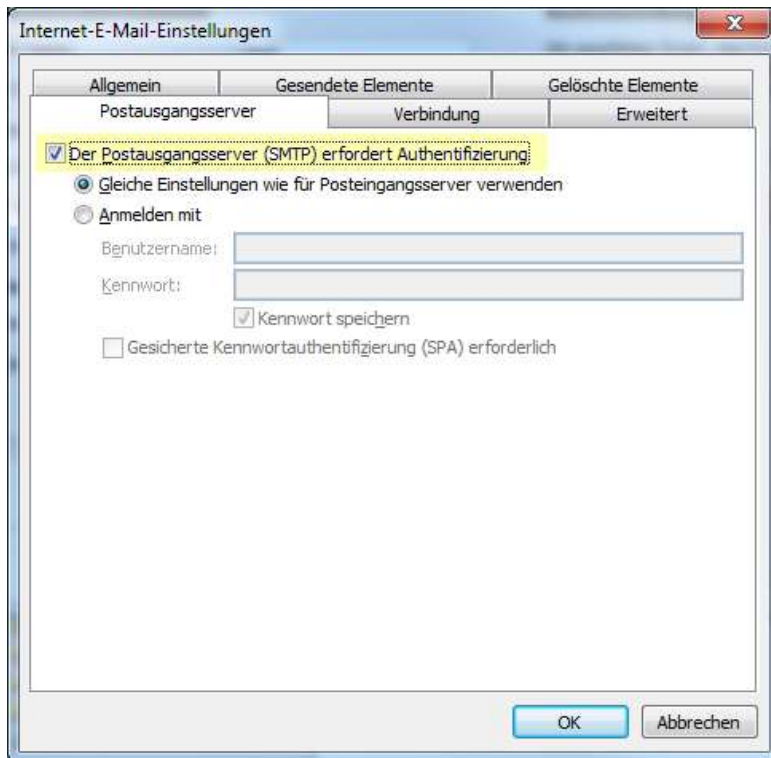 Internet-E-Mail-Einstellungen
Allgemein
Gesendete Elemente
Gelöschte Elemente
Postausgangsserver
Verbindung
Erweitert
Der Postausgangsserver (SMTP) erfordert Authentifizierung
Gleiche Einstellungen wie für Posteingangsserver verwenden
Anmelden mit
Benutzername:
Kennwort:
Kennwort speichern
Gesicherte Kennwortauthentifizierung (SPA) erforderlich
OK
Abbrechen